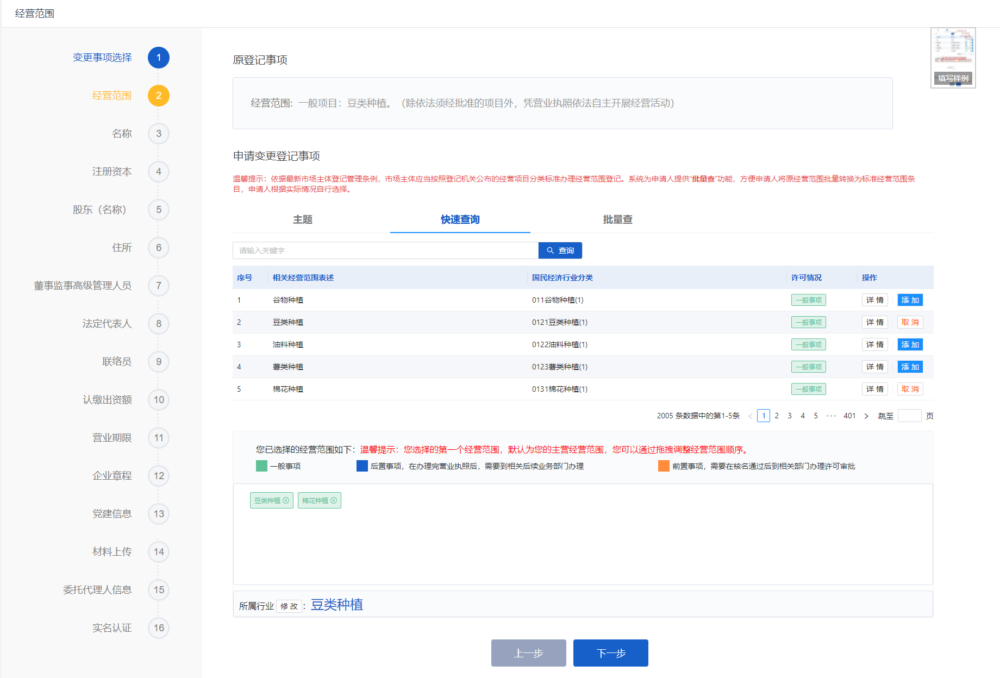 经营范围
变更事项选择 1
经营范围 2
名称 3
注册资本 4
股东（名称） 5
住所 6
董事监事高级管理人员 7
法定代表人 8
联络员 9
认缴出资额 10
营业期限 11
企业章程 12
党建信息 13
材料上传 14
委托代理人信息 15
实名认证 16
原登记事项
填写样例
经营范围：一般项目：豆类种植。（除依法须经批准的项目外，凭营业执照依法自主开展经营活动）
申请变更登记事项
温馨提示：依据最新市场主体登记管理条例，市场主体应当按照登记机关公布的经营项目分类标准办理经营范围登记。系统为申请人提供“批量查”功能，方便申请人将原经营范围批量转换为标准经营范围条
目，申请人根据实际情况自行选择。
主题 快速查询 批量查
请输入关键字 查询
序号 相关经营范围表述 国民经济行业分类 许可情况 操作
1 谷物种植 011谷物种植(1) 一般事项 详 情 添 加
2 豆类种植 0121豆类种植(1) 一般事项 详 情 取 消
3 油料种植 0122油料种植(1) 一般事项 详 情 添 加
4 薯类种植 0123薯类种植(1) 一般事项 详 情 添 加
5 棉花种植 0131棉花种植(1) 一般事项 详 情 取 消
2005 条数据中的第1-5条 < 1 2 3 4 5 ••• 401 > 跳至 页
您已选择的经营范围如下：温馨提示：您选择的第一个经营范围，默认为您的主营经营范围，您可以通过拖拽调整经营范围顺序。
一般事项 后置事项，在办理完营业执照后，需要到相关后续业务部门办理 前置事项，需要在核名通过后到相关部门办理许可审批
豆类种植 棉花种植
所属行业 修 改 ：豆类种植
上一步 下一步